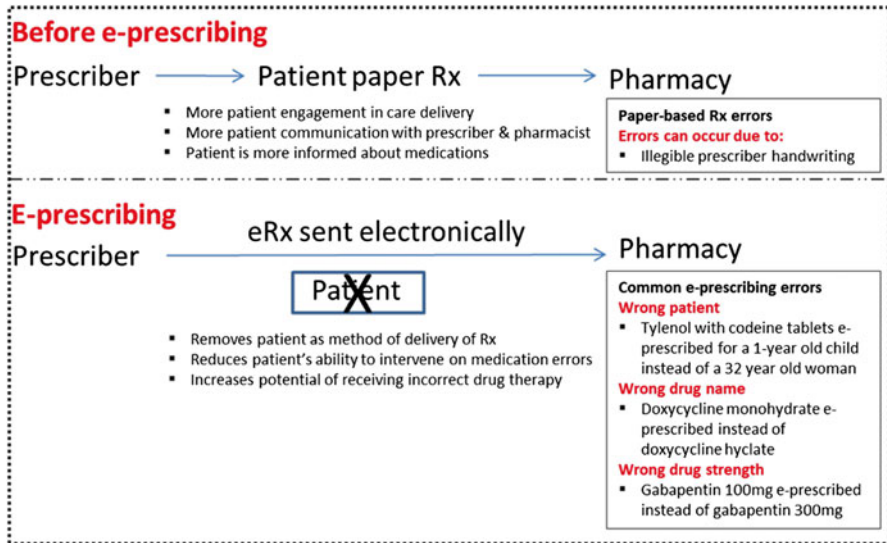 Before e-prescribing
Prescriber
Patient paper Rx
Pharmacy
▪ More patient engagement in care delivery
▪ More patient communication with prescriber & pharmacist
▪ Patient is more informed about medications
Paper-based Rx errors
Errors can occur due to:
▪ Illegible prescriber handwriting
E-prescribing
Prescriber
eRx sent electronically
Pharmacy
Patient
X
▪ Removes patient as method of delivery of Rx
▪ Reduces patient's ability to intervene on medication errors
▪ Increases potential of receiving incorrect drug therapy
Common e-prescribing errors
Wrong patient
▪ Tylenol with codeine tablets e-
prescribed for a 1-year old child
instead of a 32 year old woman
Wrong drug name
▪ Doxycycline monohydrate e-
prescribed instead of
doxycycline hyclate
Wrong drug strength
▪ Gabapentin 100mg e-prescribed
instead of gabapentin 300mg